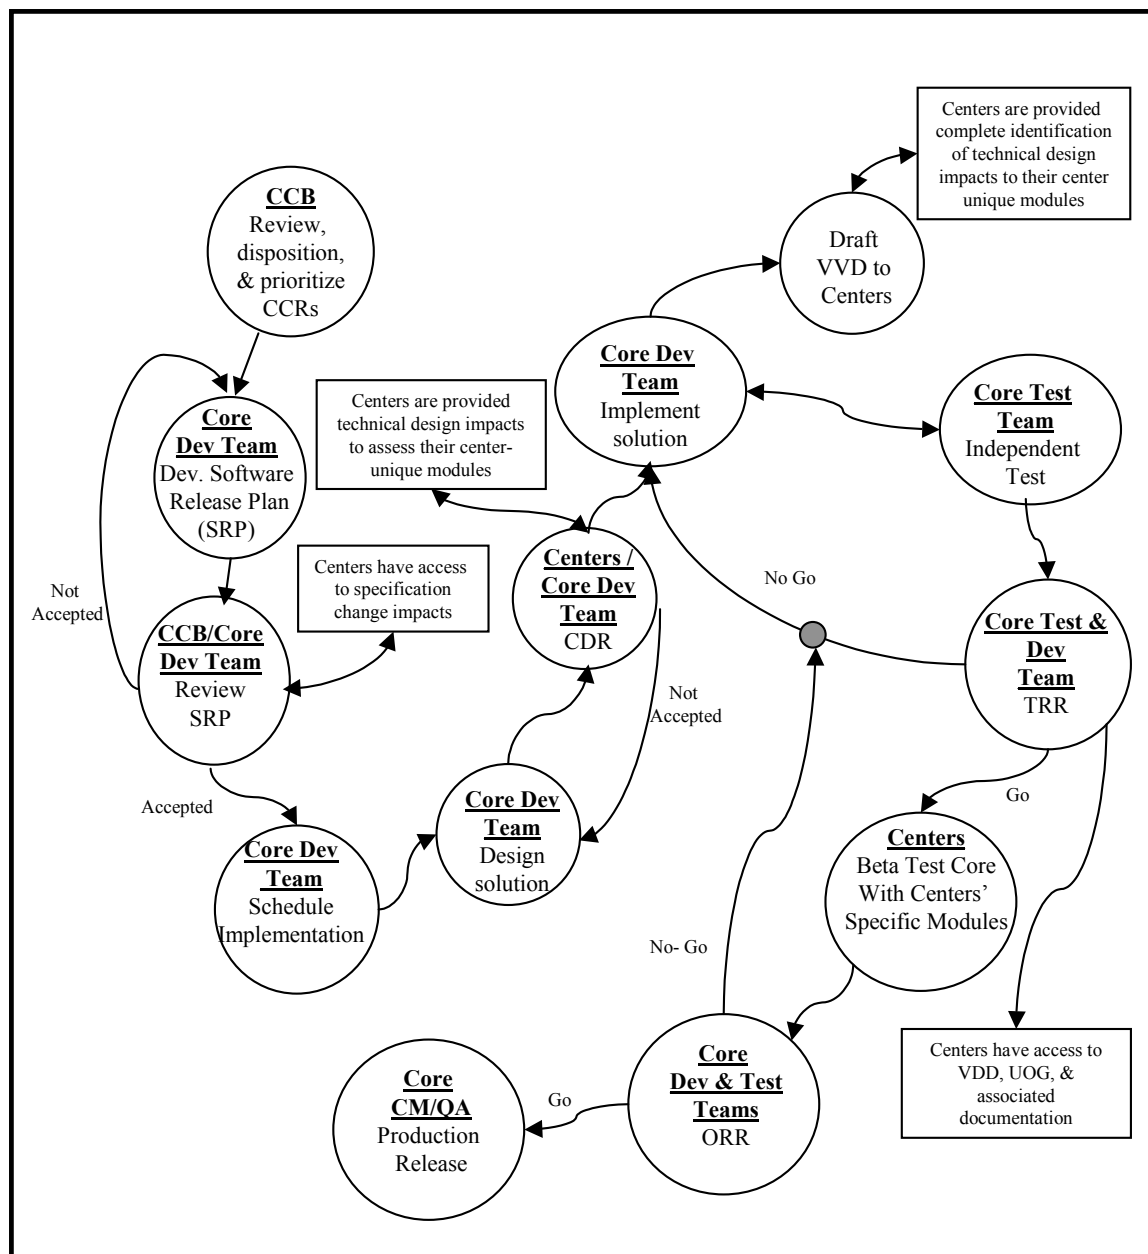 CCB
Review,
disposition,
& prioritize
CCRs
Core
Dev Team
Dev. Software
Release Plan
(SRP)
Not
Accepted
CCB/Core
Dev Team
Review
SRP
Centers have access
to specification
change impacts
Accepted
Core Dev
Team
Schedule
Implementation
Core Dev
Team
Design
solution
Centers are provided
technical design impacts
to assess their center-
unique modules
Centers /
Core Dev
Team
CDR
Not
Accepted
Core Dev
Team
Implement
solution
Draft
VVD to
Centers
Centers are provided
complete identification
of technical design
impacts to their center
unique modules
Core Test
Team
Independent
Test
No Go
Core Test &
Dev
Team
TRR
Go
Centers
Beta Test Core
With Centers’
Specific Modules
Centers have access to
VDD, UOG, &
associated
documentation
No- Go
Core
Dev & Test
Teams
ORR
Go
Core
CM/QA
Production
Release